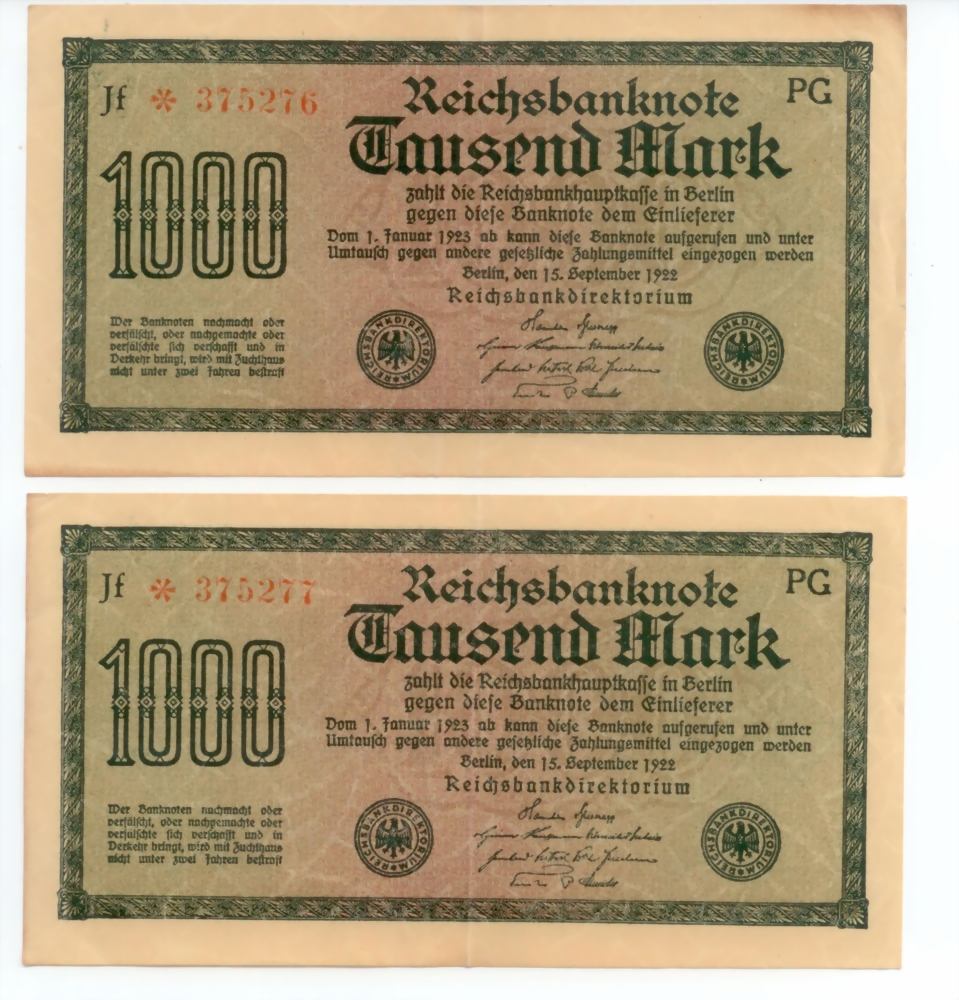 Jf * 375276
PG
Reichsbanknote
Tausend Mark
1000
zahlt die Reichsbankhauptkasse in Berlin
gegen diese Banknote dem Einlieferer
Vom 1. Januar 1923 ab kann diese Banknote aufgerufen und unter
Umtausch gegen andere gesetzliche Zahlungsmittel eingezogen werden
Berlin, den 15. September 1922
Reichsbankdirektorium
Wer Banknoten nachmacht oder
verfälscht, oder nachgemachte oder
verfälschte sich verschafft und in
Verkehr bringt, wird mit Zuchthaus
nicht unter zwei Jahren bestraft
REICHSBANKDIREKTORIUM
REICHSBANKDIREKTORIUM
Jf * 375277
PG
Reichsbanknote
Tausend Mark
1000
zahlt die Reichsbankhauptkasse in Berlin
gegen diese Banknote dem Einlieferer
Vom 1. Januar 1923 ab kann diese Banknote aufgerufen und unter
Umtausch gegen andere gesetzliche Zahlungsmittel eingezogen werden
Berlin, den 15. September 1922
Reichsbankdirektorium
Wer Banknoten nachmacht oder
verfälscht, oder nachgemachte oder
verfälschte sich verschafft und in
Verkehr bringt, wird mit Zuchthaus
nicht unter zwei Jahren bestraft
REICHSBANKDIREKTORIUM
REICHSBANKDIREKTORIUM